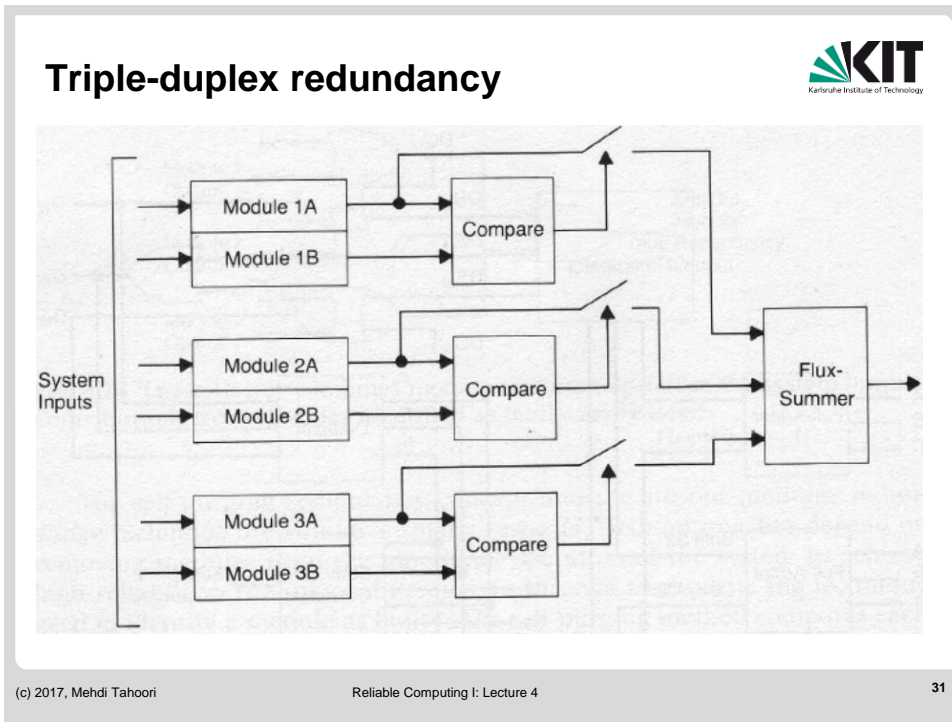 Triple-duplex redundancy
KIT
Karlsruhe Institute of Technology
Module 1A
Module 1B
Compare
Module 2A
Module 2B
Compare
System
Inputs
Flux-
Summer
Module 3A
Module 3B
Compare
(c) 2017, Mehdi Tahoori
Reliable Computing I: Lecture 4
31